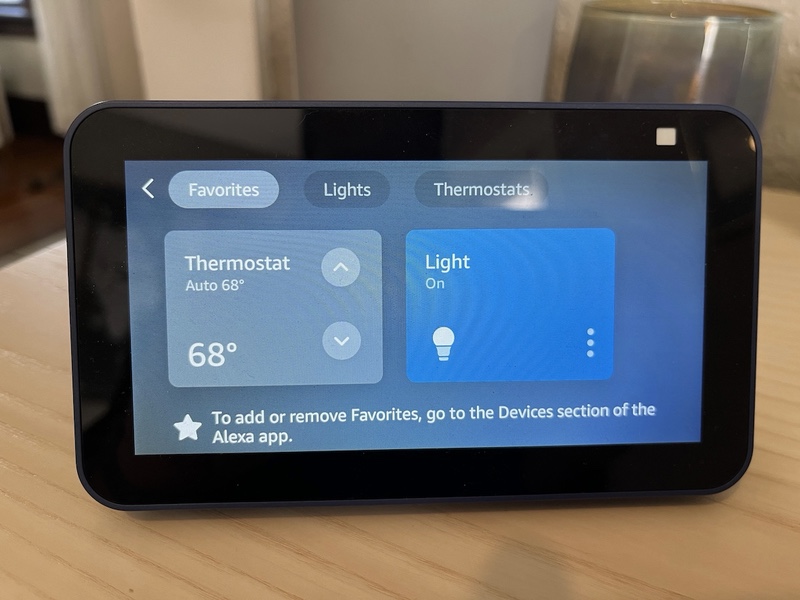 Favorites Lights Thermostats
Thermostat
Auto 68°
68°
Light
On
To add or remove Favorites, go to the Devices section of the
Alexa app.